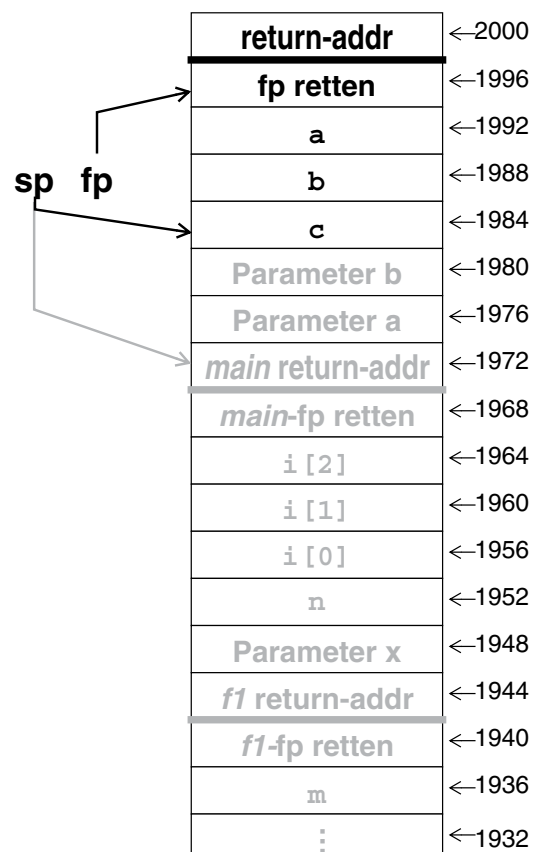 return-addr ←2000
fp retten ←1996
a ←1992
sp fp
b ←1988
c ←1984
Parameter b ←1980
Parameter a ←1976
main return-addr ←1972
main-fp retten ←1968
i[2] ←1964
i[1] ←1960
i[0] ←1956
n ←1952
Parameter x ←1948
f1 return-addr ←1944
f1-fp retten ←1940
m ←1936
⋮ ←1932